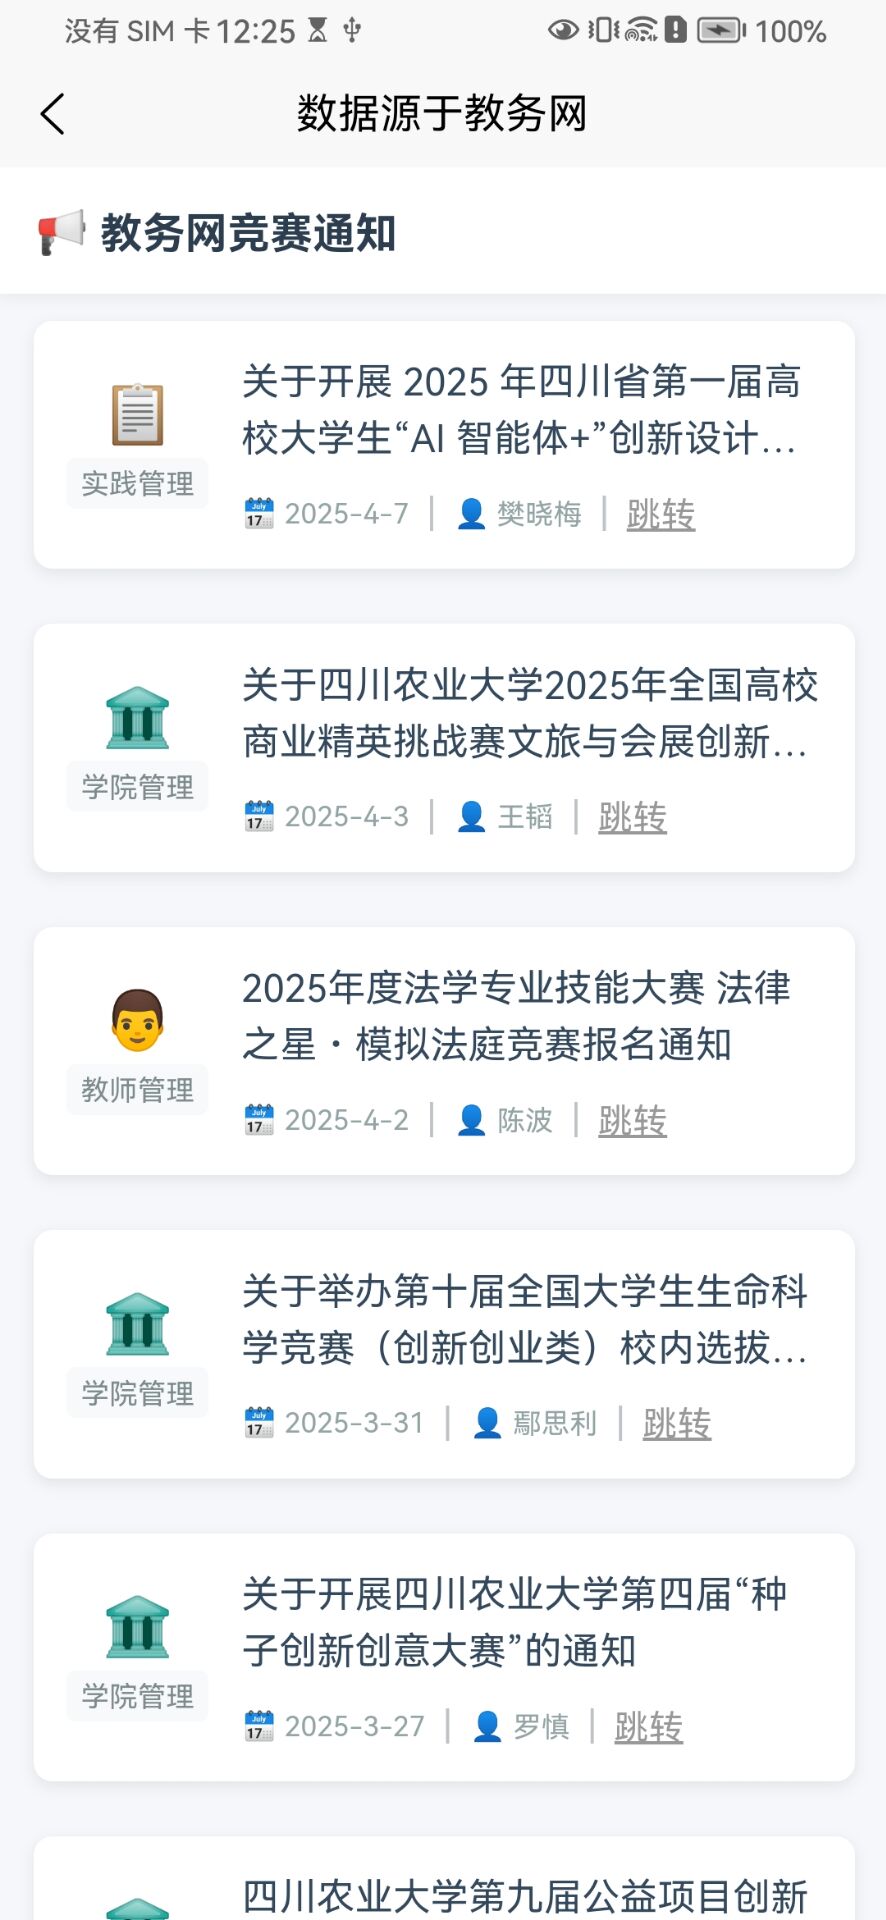 没有 SIM 卡 12:25 100%
数据源于教务网
教务网竞赛通知
关于开展 2025 年四川省第一届高
校大学生“AI 智能体+”创新设计...
实践管理
2025-4-7 | 樊晓梅 | 跳转
关于四川农业大学2025年全国高校
商业精英挑战赛文旅与会展创新...
学院管理
2025-4-3 | 王韬 | 跳转
2025年度法学专业技能大赛 法律
之星·模拟法庭竞赛报名通知
教师管理
2025-4-2 | 陈波 | 跳转
关于举办第十届全国大学生生命科
学竞赛（创新创业类）校内选拔...
学院管理
2025-3-31 | 鄢思利 | 跳转
关于开展四川农业大学第四届“种
子创新创意大赛”的通知
学院管理
2025-3-27 | 罗慎 | 跳转
四川农业大学第九届公益项目创新